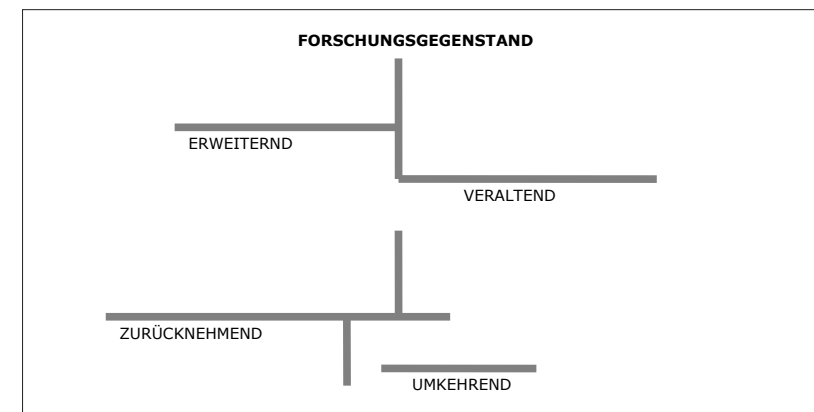 FORSCHUNGSGEGENSTAND
ERWEITERND
VERALTEND
ZURÜCKNEHMEND
UMKEHREND